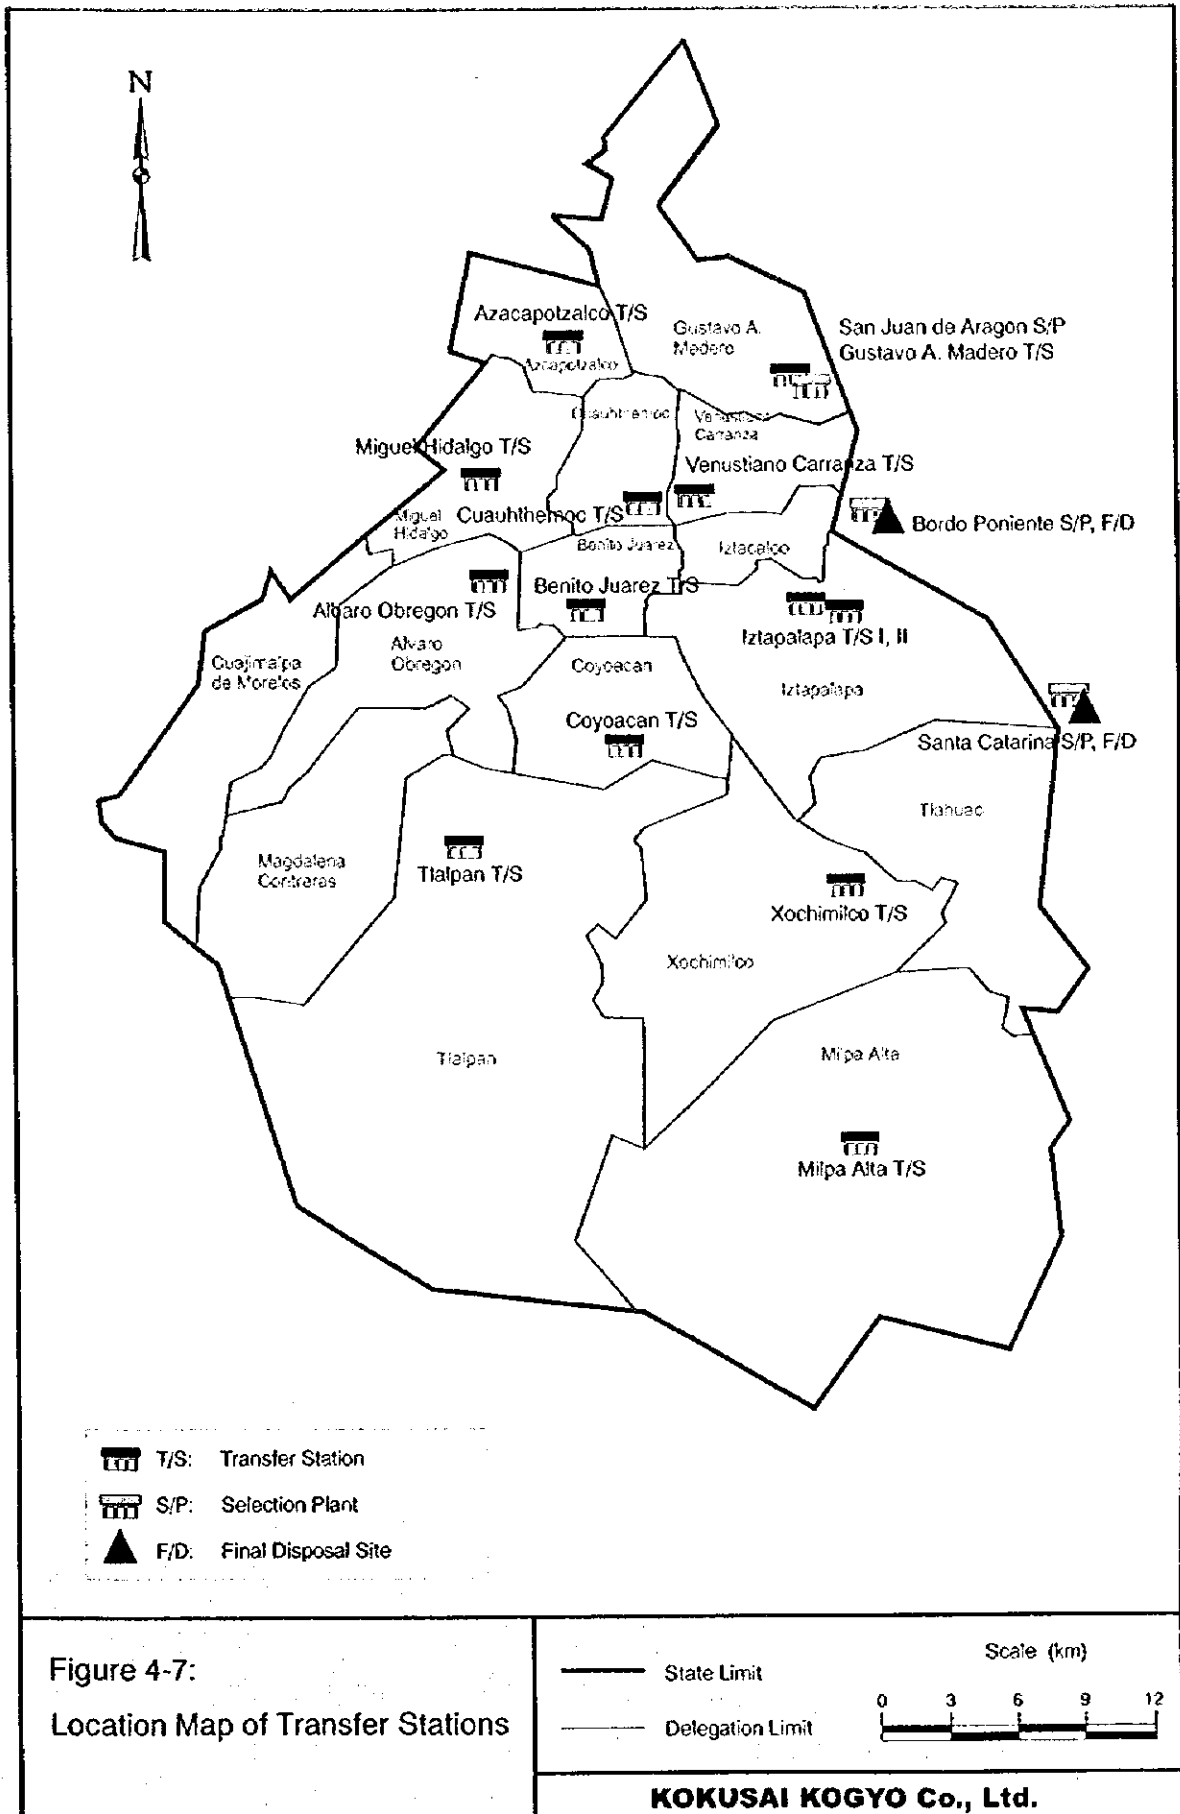 N
Azacapotzalco T/S
Azcapotzalco
Gustavo A.
Madero
San Juan de Aragon S/P
Gustavo A. Madero T/S
Cuauhtemoc
Venustiano
Carranza
Miguel Hidalgo T/S
Venustiano Carranza T/S
Miguel
Hidalgo
Cuauhthemoc T/S
Bordo Poniente S/P, F/D
Benito Juarez
Iztacalco
Benito Juarez T/S
Albaro Obregon T/S
Iztapalapa T/S I, II
Alvaro
Obregon
Cuajimalpa
de Morelos
Coyoacan
Iztapalapa
Coyoacan T/S
Santa Catarina S/P, F/D
Tlahuac
Magdalena
Contreras
Tlalpan T/S
Xochimilco T/S
Xochimilco
Tlalpan
Milpa Alta
Milpa Alta T/S
T/S: Transfer Station
S/P: Selection Plant
F/D: Final Disposal Site
Figure 4-7:
Location Map of Transfer Stations
State Limit
Delegation Limit
Scale (km)
0 3 6 9 12
KOKUSAI KOGYO Co., Ltd.